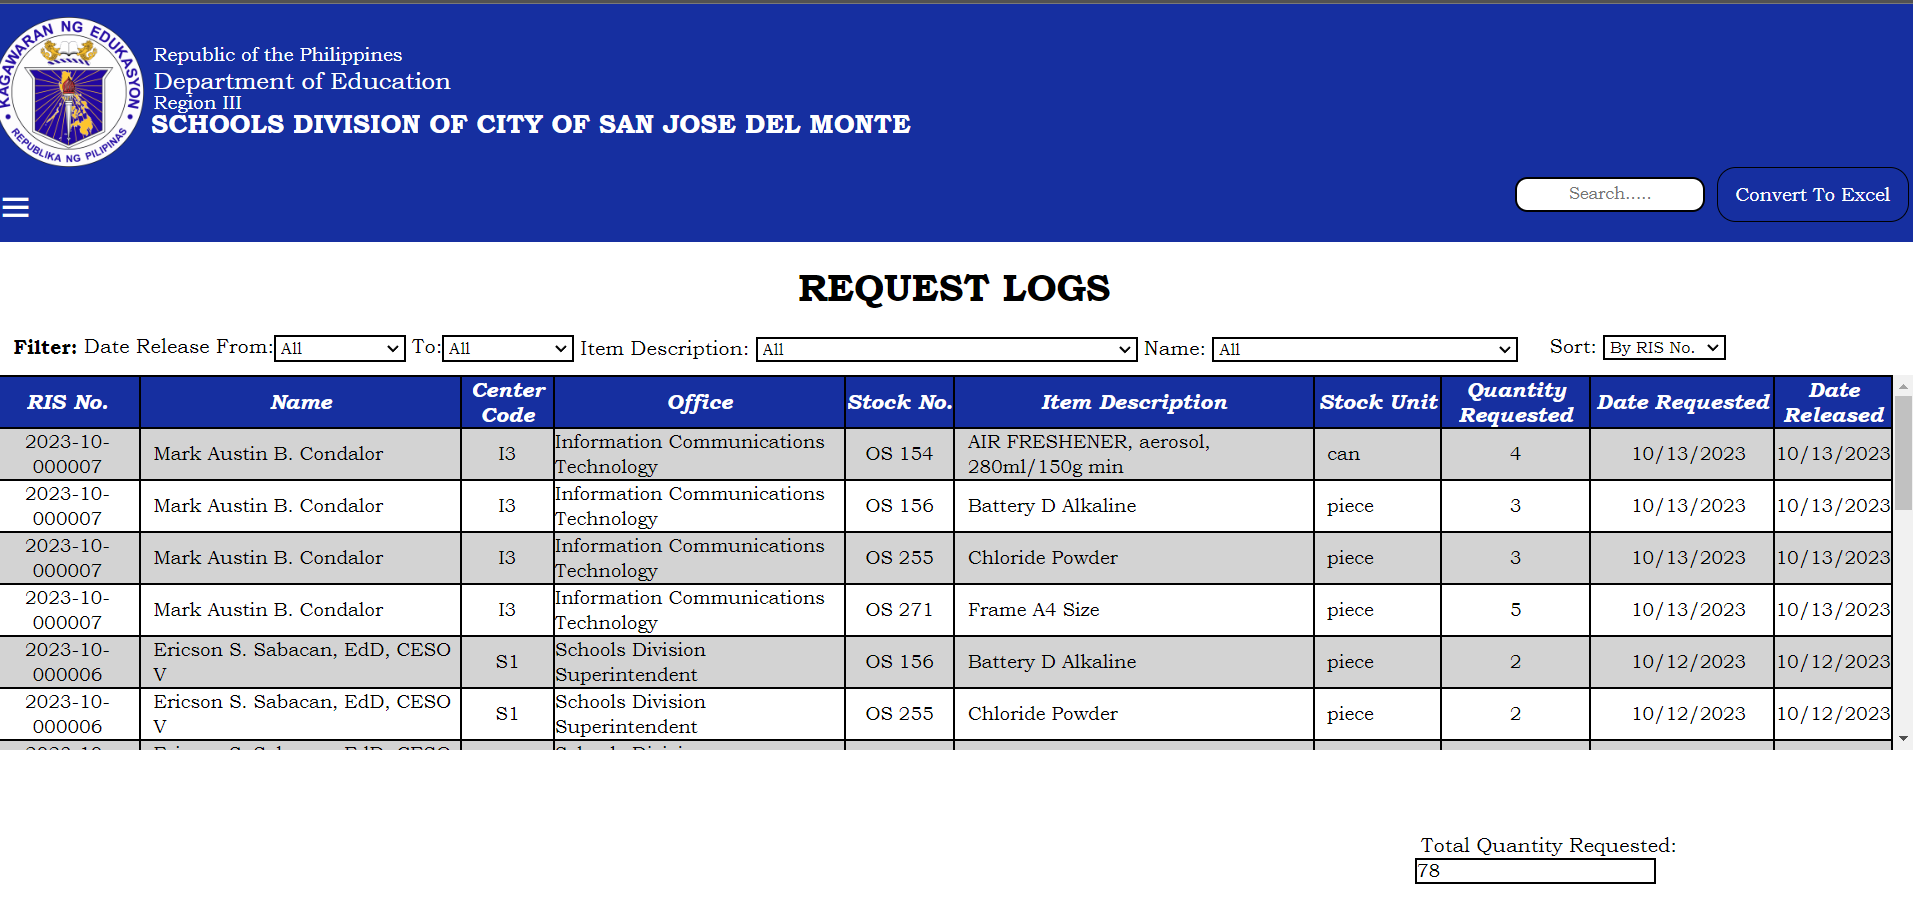 KAGAWARAN NG EDUKASYON
REPUBLIKA NG PILIPINAS
Republic of the Philippines
Department of Education
Region III
SCHOOLS DIVISION OF CITY OF SAN JOSE DEL MONTE
Search.....
Convert To Excel
REQUEST LOGS
Filter: Date Release From: All To: All Item Description: All Name: All Sort: By RIS No.
RIS No. Name Center Code Office Stock No. Item Description Stock Unit Quantity Requested Date Requested Date Released
2023-10-000007 Mark Austin B. Condalor I3 Information Communications Technology OS 154 AIR FRESHENER, aerosol, 280ml/150g min can 4 10/13/2023 10/13/2023
2023-10-000007 Mark Austin B. Condalor I3 Information Communications Technology OS 156 Battery D Alkaline piece 3 10/13/2023 10/13/2023
2023-10-000007 Mark Austin B. Condalor I3 Information Communications Technology OS 255 Chloride Powder piece 3 10/13/2023 10/13/2023
2023-10-000007 Mark Austin B. Condalor I3 Information Communications Technology OS 271 Frame A4 Size piece 5 10/13/2023 10/13/2023
2023-10-000006 Ericson S. Sabacan, EdD, CESO V S1 Schools Division Superintendent OS 156 Battery D Alkaline piece 2 10/12/2023 10/12/2023
2023-10-000006 Ericson S. Sabacan, EdD, CESO V S1 Schools Division Superintendent OS 255 Chloride Powder piece 2 10/12/2023 10/12/2023
Total Quantity Requested:
78